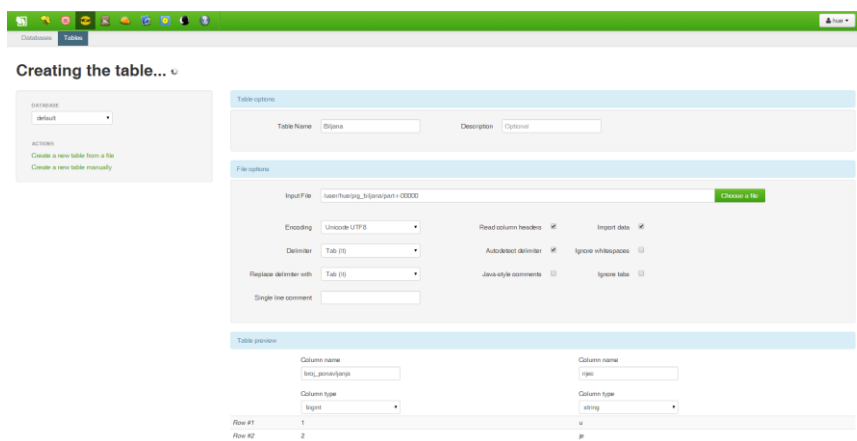 hue
Databases Tables
Creating the table...
DATABASE
default
ACTIONS
Create a new table from a file
Create a new table manually
Table options
Table Name Biljana Description Optional
File options
Input File /user/hue/pig_biljana/part-r-00000 Choose a file
Encoding Unicode UTF8 Read column headers Import data
Delimiter Tab (\t) Autodetect delimiter Ignore whitespaces
Replace delimiter with Tab (\t) Java-style comments Ignore tabs
Single line comment
Table preview
Column name Column name
broj_ponavljanja rijec
Column type Column type
bigint string
Row #1 1 u
Row #2 2 je